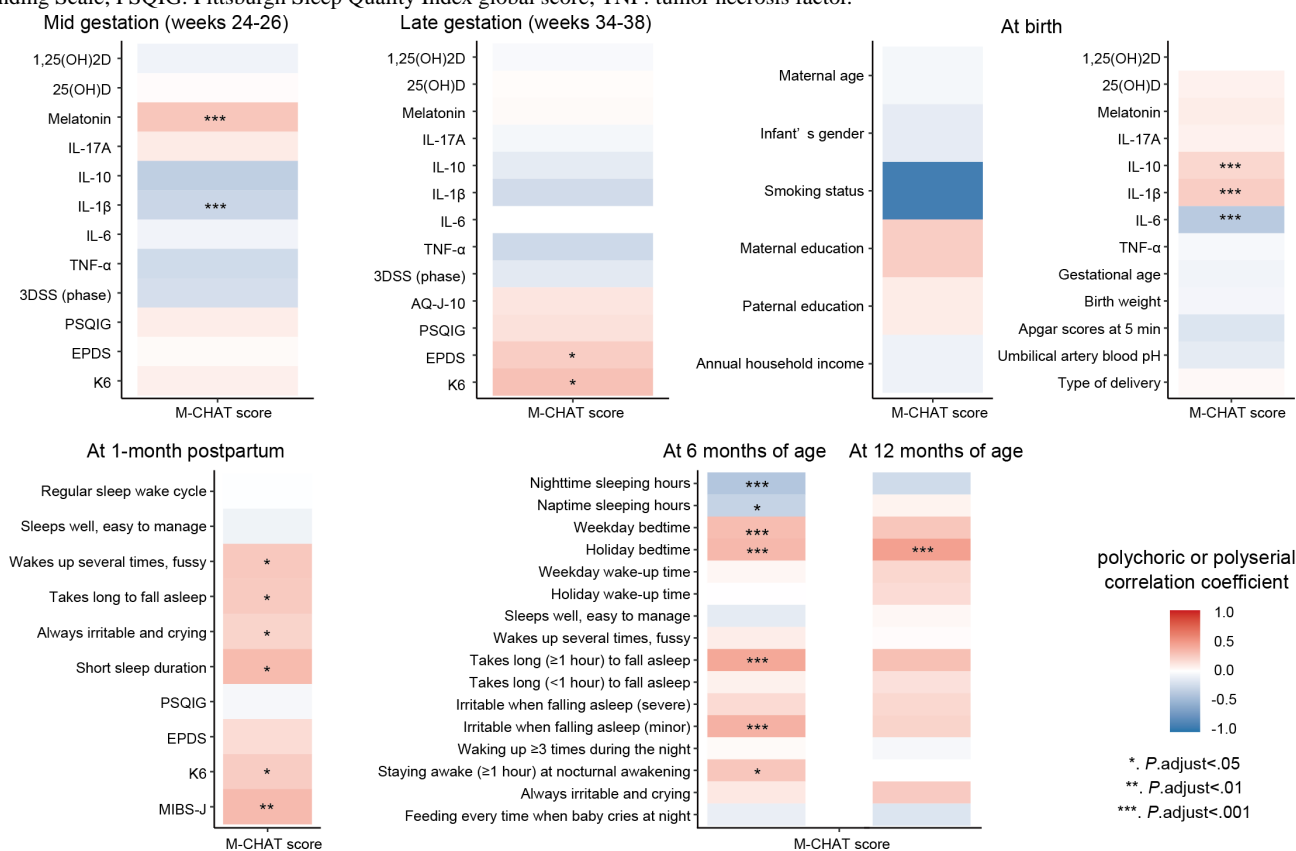 nding Scale; PSQIG: Pittsburgh Sleep Quality Index global score; TNF: tumor necrosis factor.
Mid gestation (weeks 24-26)
1,25(OH)2D
25(OH)D
Melatonin
***
IL-17A
IL-10
IL-1β
***
IL-6
TNF-α
3DSS (phase)
PSQIG
EPDS
K6
M-CHAT score
Late gestation (weeks 34-38)
1,25(OH)2D
25(OH)D
Melatonin
IL-17A
IL-10
IL-1β
IL-6
TNF-α
3DSS (phase)
AQ-J-10
PSQIG
EPDS
*
K6
*
M-CHAT score
At birth
Maternal age
Infant’ s gender
Smoking status
Maternal education
Paternal education
Annual household income
M-CHAT score
1,25(OH)2D
25(OH)D
Melatonin
IL-17A
IL-10
***
IL-1β
***
IL-6
***
TNF-α
Gestational age
Birth weight
Apgar scores at 5 min
Umbilical artery blood pH
Type of delivery
M-CHAT score
At 1-month postpartum
Regular sleep wake cycle
Sleeps well, easy to manage
Wakes up several times, fussy
*
Takes long to fall asleep
*
Always irritable and crying
*
Short sleep duration
*
PSQIG
EPDS
K6
*
MIBS-J
**
M-CHAT score
At 6 months of age At 12 months of age
Nighttime sleeping hours
***
Naptime sleeping hours
*
Weekday bedtime
***
Holiday bedtime
*** ***
Weekday wake-up time
Holiday wake-up time
Sleeps well, easy to manage
Wakes up several times, fussy
Takes long (≥1 hour) to fall asleep
***
Takes long (<1 hour) to fall asleep
Irritable when falling asleep (severe)
Irritable when falling asleep (minor)
***
Waking up ≥3 times during the night
Staying awake (≥1 hour) at nocturnal awakening
*
Always irritable and crying
Feeding every time when baby cries at night
M-CHAT score
polychoric or polyserial
correlation coefficient
1.0
0.5
0.0
-0.5
-1.0
*. P.adjust<.05
**. P.adjust<.01
***. P.adjust<.001